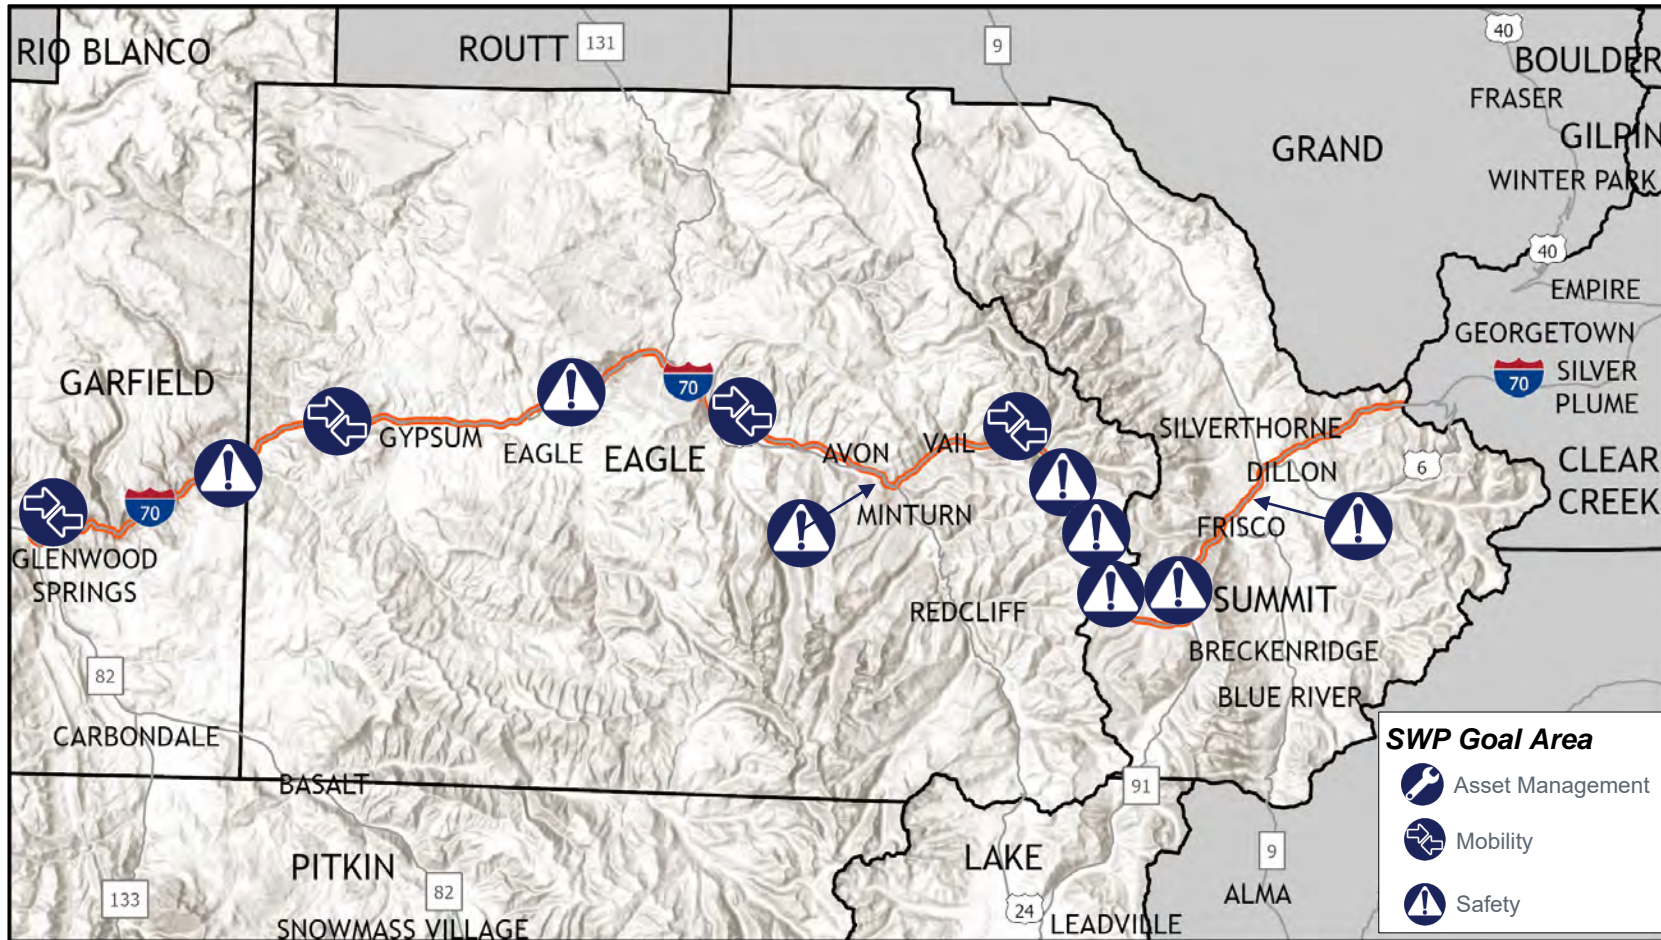 RIO BLANCO
ROUTT
131
9
40
BOULDER
FRASER
GILPIN
GRAND
WINTER PARK
40
EMPIRE
GEORGETOWN
70
SILVER
PLUME
GARFIELD
70
GYPSUM
EAGLE
EAGLE
AVON
VAIL
SILVERTHORNE
DILLON
6
CLEAR
CREEK
70
MINTURN
FRISCO
GLENWOOD
SPRINGS
REDCLIFF
SUMMIT
BRECKENRIDGE
82
BLUE RIVER
CARBONDALE
BASALT
91
SWP Goal Area
Asset Management
Mobility
Safety
PITKIN
LAKE
9
133
82
24
ALMA
SNOWMASS VILLAGE
LEADVILLE